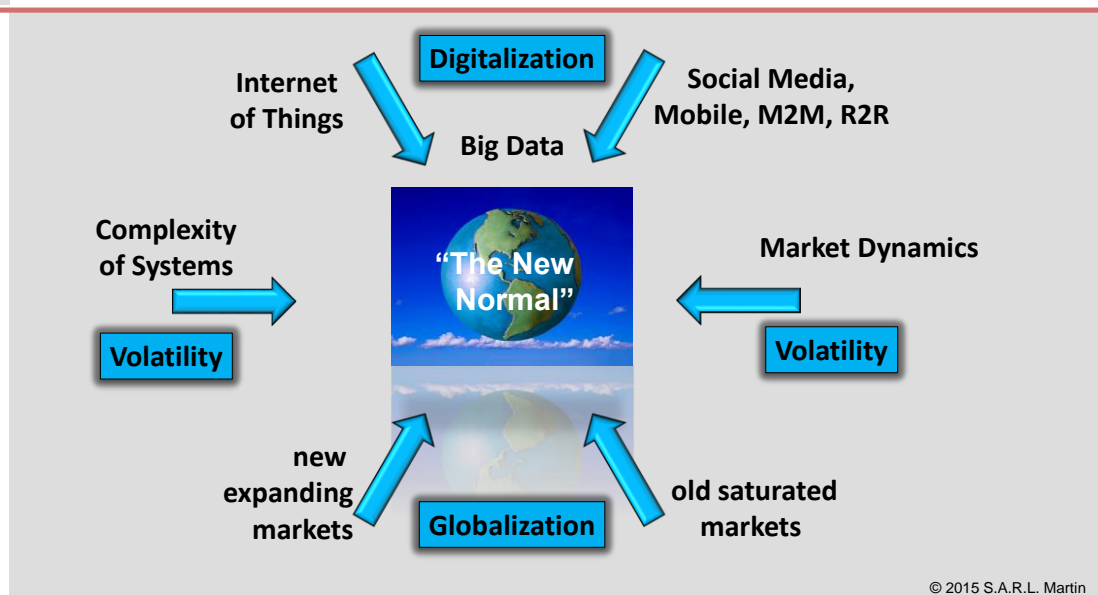 Digitalization
Internet
of Things
Social Media,
Mobile, M2M, R2R
Big Data
Complexity
of Systems
“The New
Normal”
Market Dynamics
Volatility
Volatility
new
expanding
markets
Globalization
old saturated
markets
© 2015 S.A.R.L. Martin